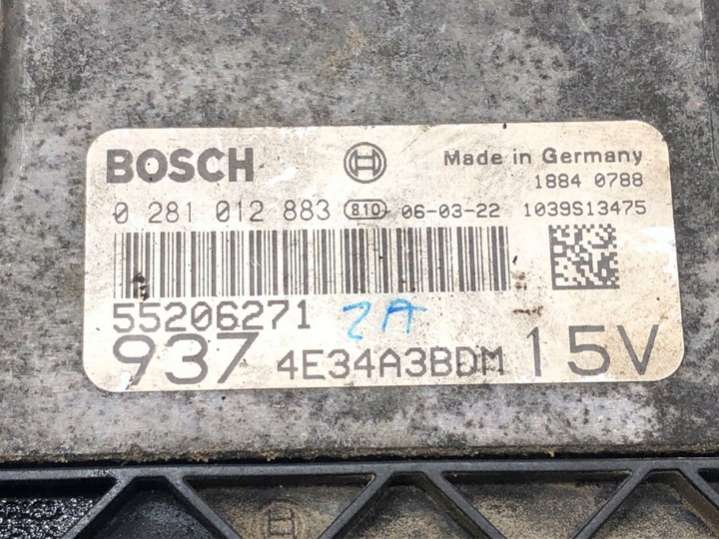 BOSCH Made in Germany
1884 0788
0 281 012 883 810 06-03-22 1039S13475
55206271 2A
937 4E34A3BDM 15V